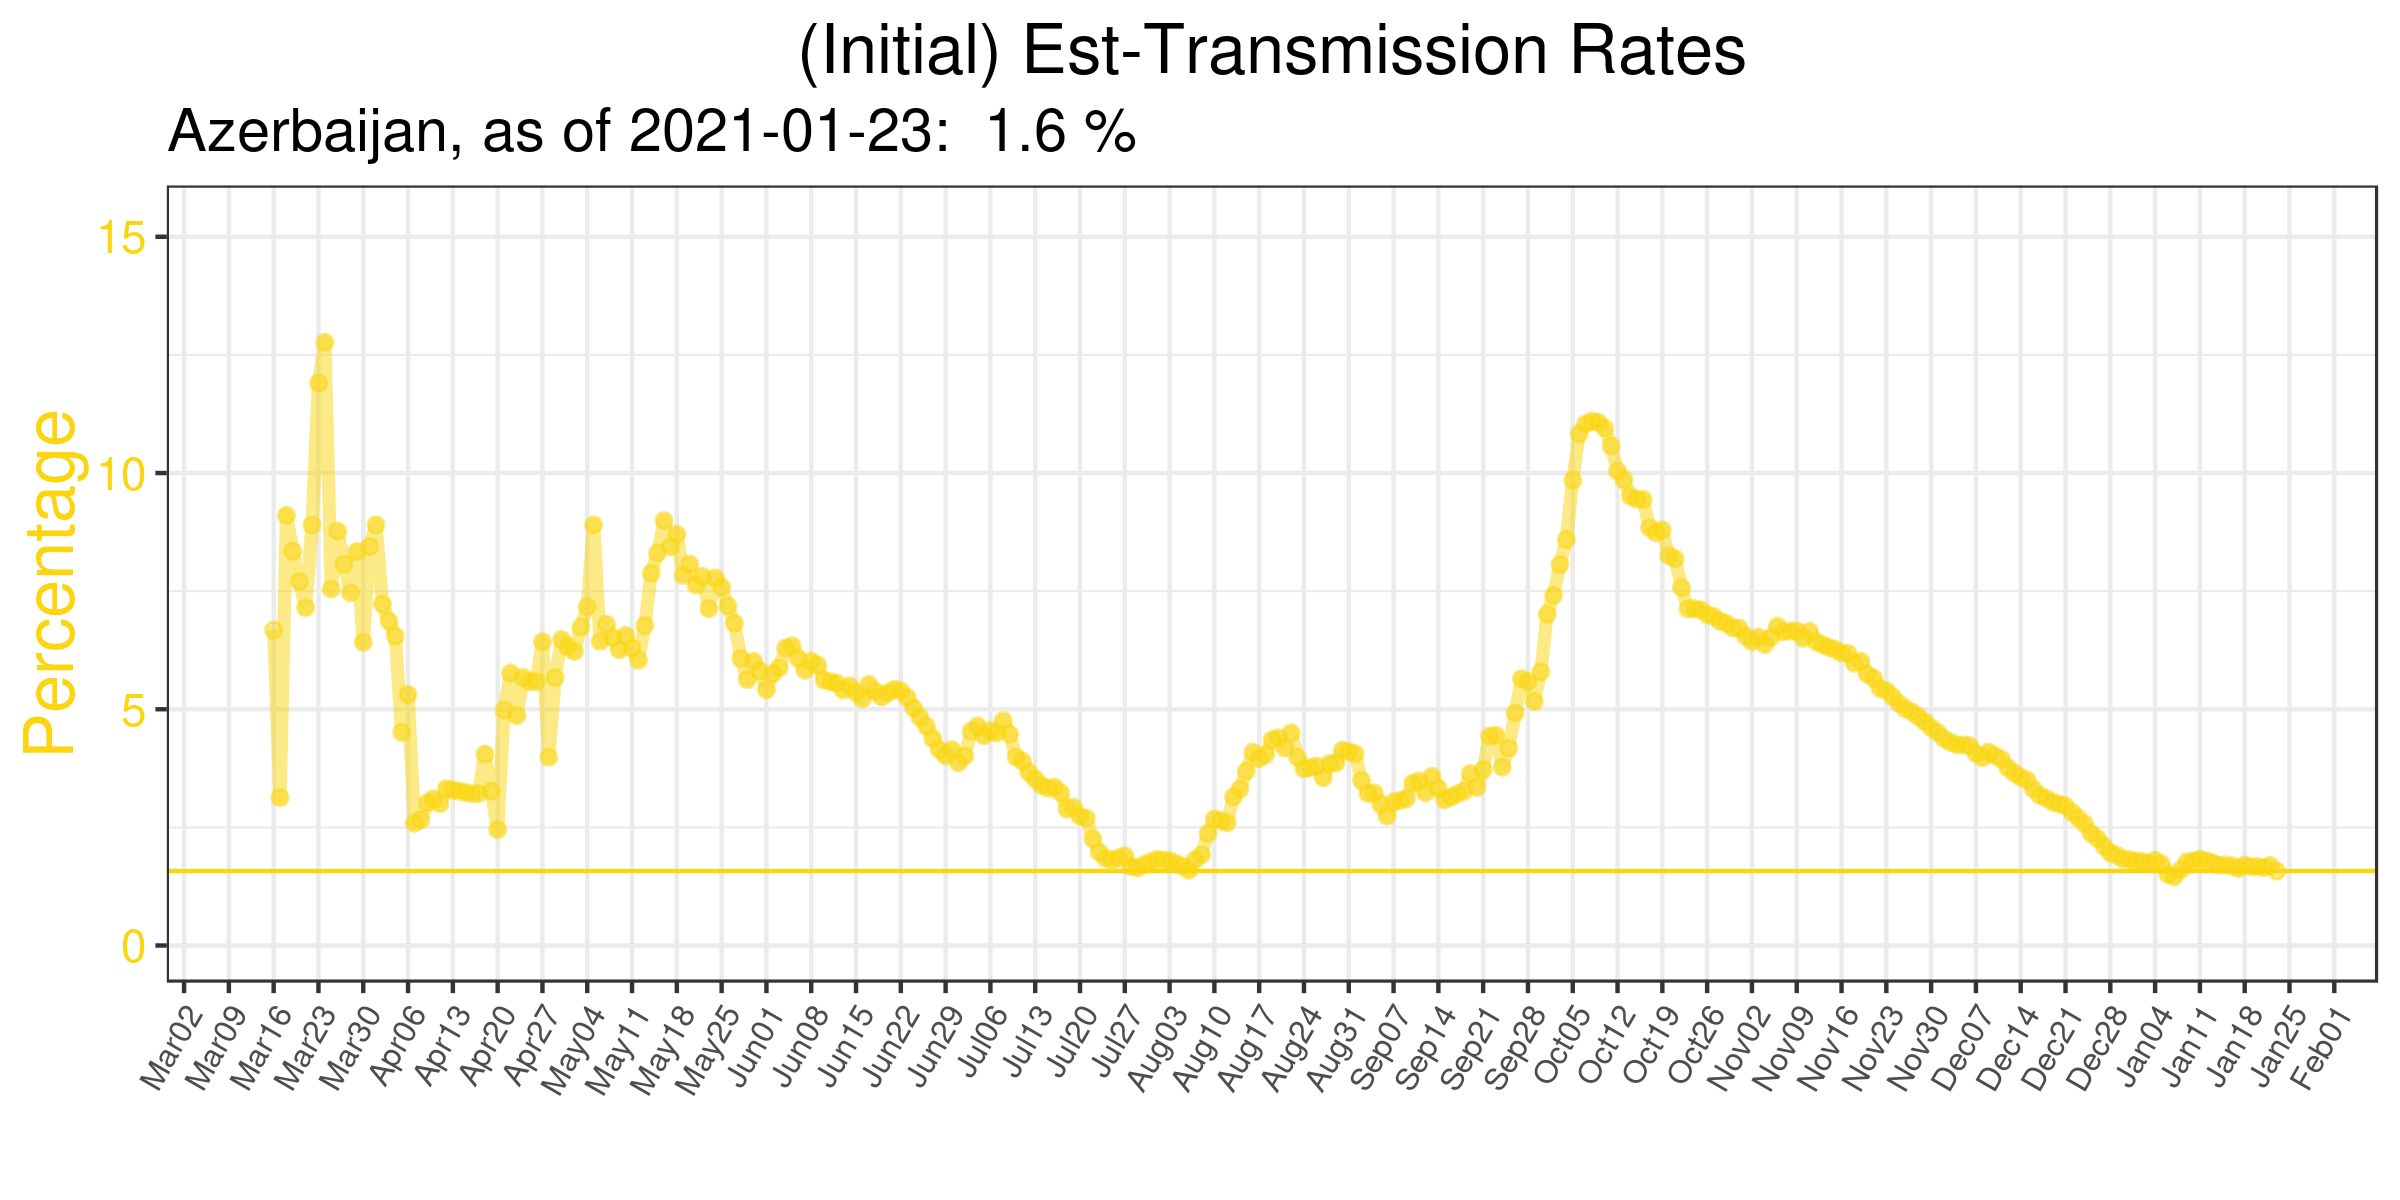 (Initial) Est-Transmission Rates
Azerbaijan, as of 2021-01-23:  1.6 %
Percentage
15
10
5
0
Mar02 Mar09 Mar16 Mar23 Mar30 Apr06 Apr13 Apr20 Apr27 May04 May11 May18 May25 Jun01 Jun08 Jun15 Jun22 Jun29 Jul06 Jul13 Jul20 Jul27 Aug03 Aug10 Aug17 Aug24 Aug31 Sep07 Sep14 Sep21 Sep28 Oct05 Oct12 Oct19 Oct26 Nov02 Nov09 Nov16 Nov23 Nov30 Dec07 Dec14 Dec21 Dec28 Jan04 Jan11 Jan18 Jan25 Feb01